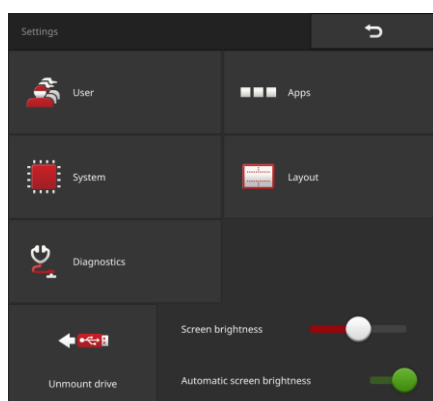 Settings
User
Apps
System
Layout
Diagnostics
Screen brightness
Unmount drive
Automatic screen brightness